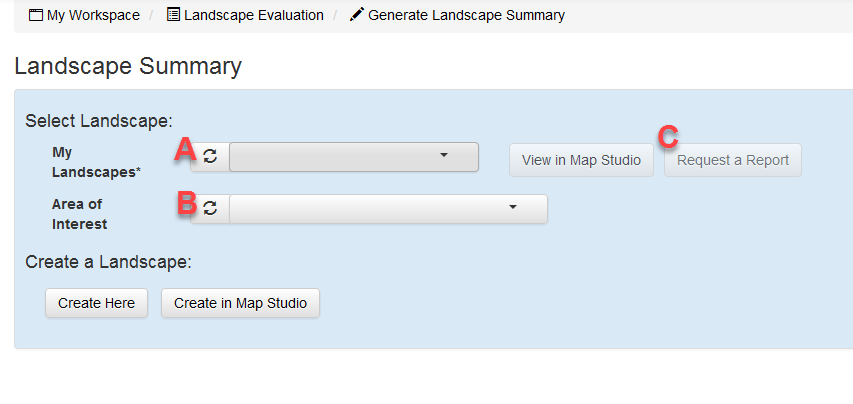 My Workspace / Landscape Evaluation / Generate Landscape Summary
Landscape Summary
Select Landscape:
A
C
My
Landscapes*
View in Map Studio
Request a Report
B
Area of
Interest
Create a Landscape:
Create Here
Create in Map Studio